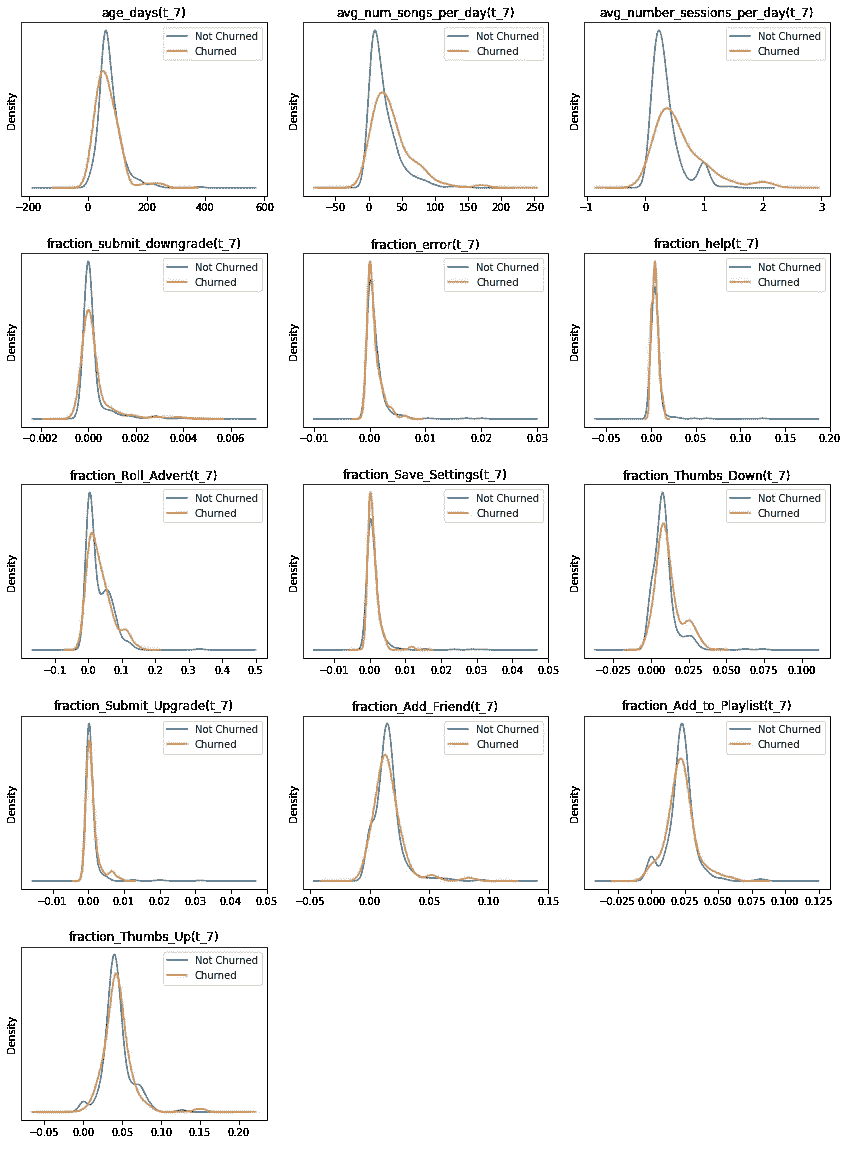 age_days(t_7) avg_num_songs_per_day(t_7) avg_number_sessions_per_day(t_7)
Density Not Churned Density Not Churned Density Not Churned
Churned Churned Churned
−200 0 200 400 600 −50 0 50 100 150 200 250 −1 0 1 2 3
fraction_submit_downgrade(t_7) fraction_error(t_7) fraction_help(t_7)
Density Not Churned Density Not Churned Density Not Churned
Churned Churned Churned
−0.002 0.000 0.002 0.004 0.006 −0.01 0.00 0.01 0.02 0.03 −0.05 0.00 0.05 0.10 0.15 0.20
fraction_Roll_Advert(t_7) fraction_Save_Settings(t_7) fraction_Thumbs_Down(t_7)
Density Not Churned Density Not Churned Density Not Churned
Churned Churned Churned
−0.1 0.0 0.1 0.2 0.3 0.4 0.5 −0.01 0.00 0.01 0.02 0.03 0.04 0.05 −0.025 0.000 0.025 0.050 0.075 0.100
fraction_Submit_Upgrade(t_7) fraction_Add_Friend(t_7) fraction_Add_to_Playlist(t_7)
Density Not Churned Density Not Churned Density Not Churned
Churned Churned Churned
−0.01 0.00 0.01 0.02 0.03 0.04 0.05 −0.05 0.00 0.05 0.10 0.15 −0.025 0.000 0.025 0.050 0.075 0.100 0.125
fraction_Thumbs_Up(t_7)
Density Not Churned
Churned
−0.05 0.00 0.05 0.10 0.15 0.20